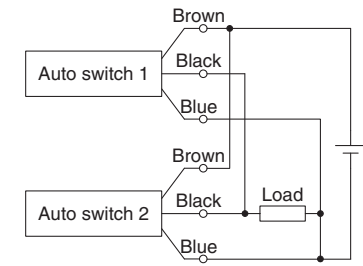 Brown
Auto switch 1
Black
Blue
Brown
Auto switch 2
Black
Load
Blue